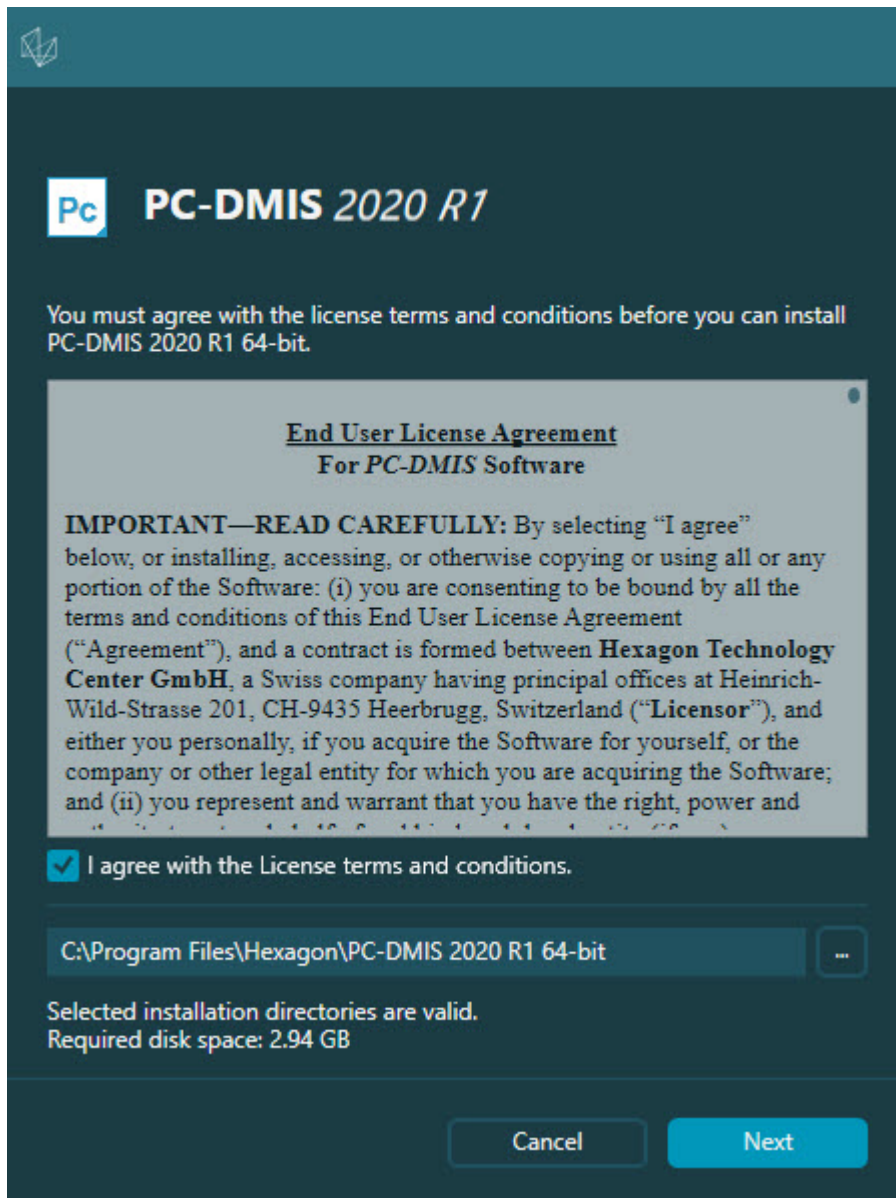 Pc PC-DMIS 2020 R1
You must agree with the license terms and conditions before you can install
PC-DMIS 2020 R1 64-bit.
End User License Agreement
For PC-DMIS Software
IMPORTANT—READ CAREFULLY: By selecting “I agree”
below, or installing, accessing, or otherwise copying or using all or any
portion of the Software: (i) you are consenting to be bound by all the
terms and conditions of this End User License Agreement
(“Agreement”), and a contract is formed between Hexagon Technology
Center GmbH, a Swiss company having principal offices at Heinrich-
Wild-Strasse 201, CH-9435 Heerbrugg, Switzerland (“Licensor”), and
either you personally, if you acquire the Software for yourself, or the
company or other legal entity for which you are acquiring the Software;
and (ii) you represent and warrant that you have the right, power and
I agree with the License terms and conditions.
C:\Program Files\Hexagon\PC-DMIS 2020 R1 64-bit ...
Selected installation directories are valid.
Required disk space: 2.94 GB
Cancel Next